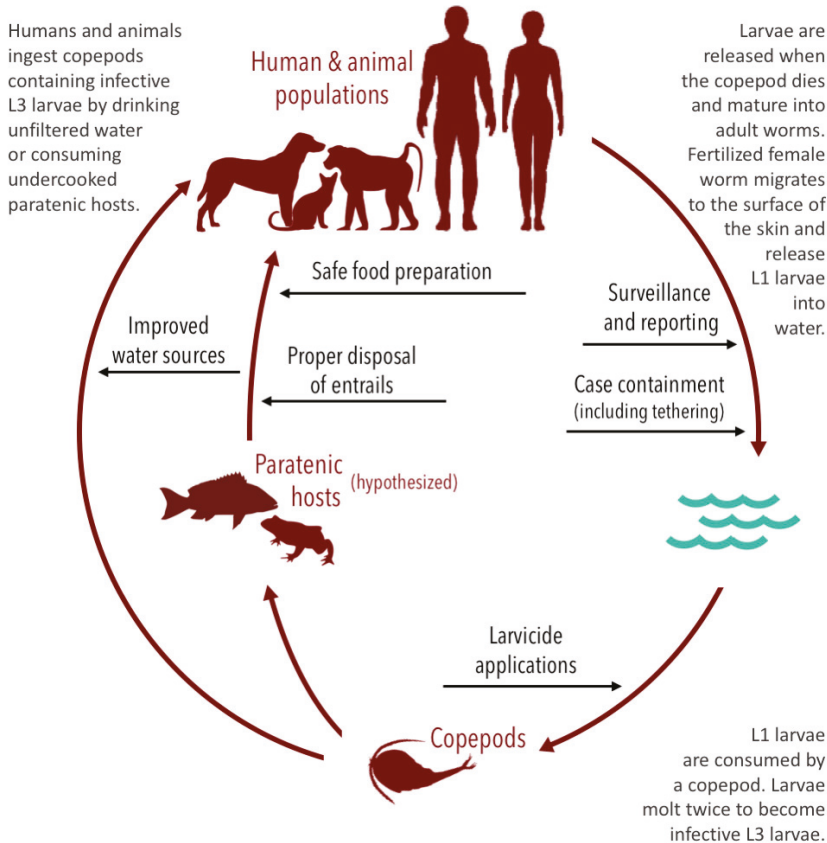 Humans and animals
ingest copepods
containing infective
L3 larvae by drinking
unfiltered water
or consuming
undercooked
paratenic hosts.
Human & animal
populations
Larvae are
released when
the copepod dies
and mature into
adult worms.
Fertilized female
worm migrates
to the surface of
the skin and
release
L1 larvae
into
water.
Safe food preparation
Surveillance
and reporting
Improved
water sources
Proper disposal
of entrails
Case containment
(including tethering)
Paratenic
hosts
(hypothesized)
Larvicide
applications
Copepods
L1 larvae
are consumed by
a copepod. Larvae
molt twice to become
infective L3 larvae.